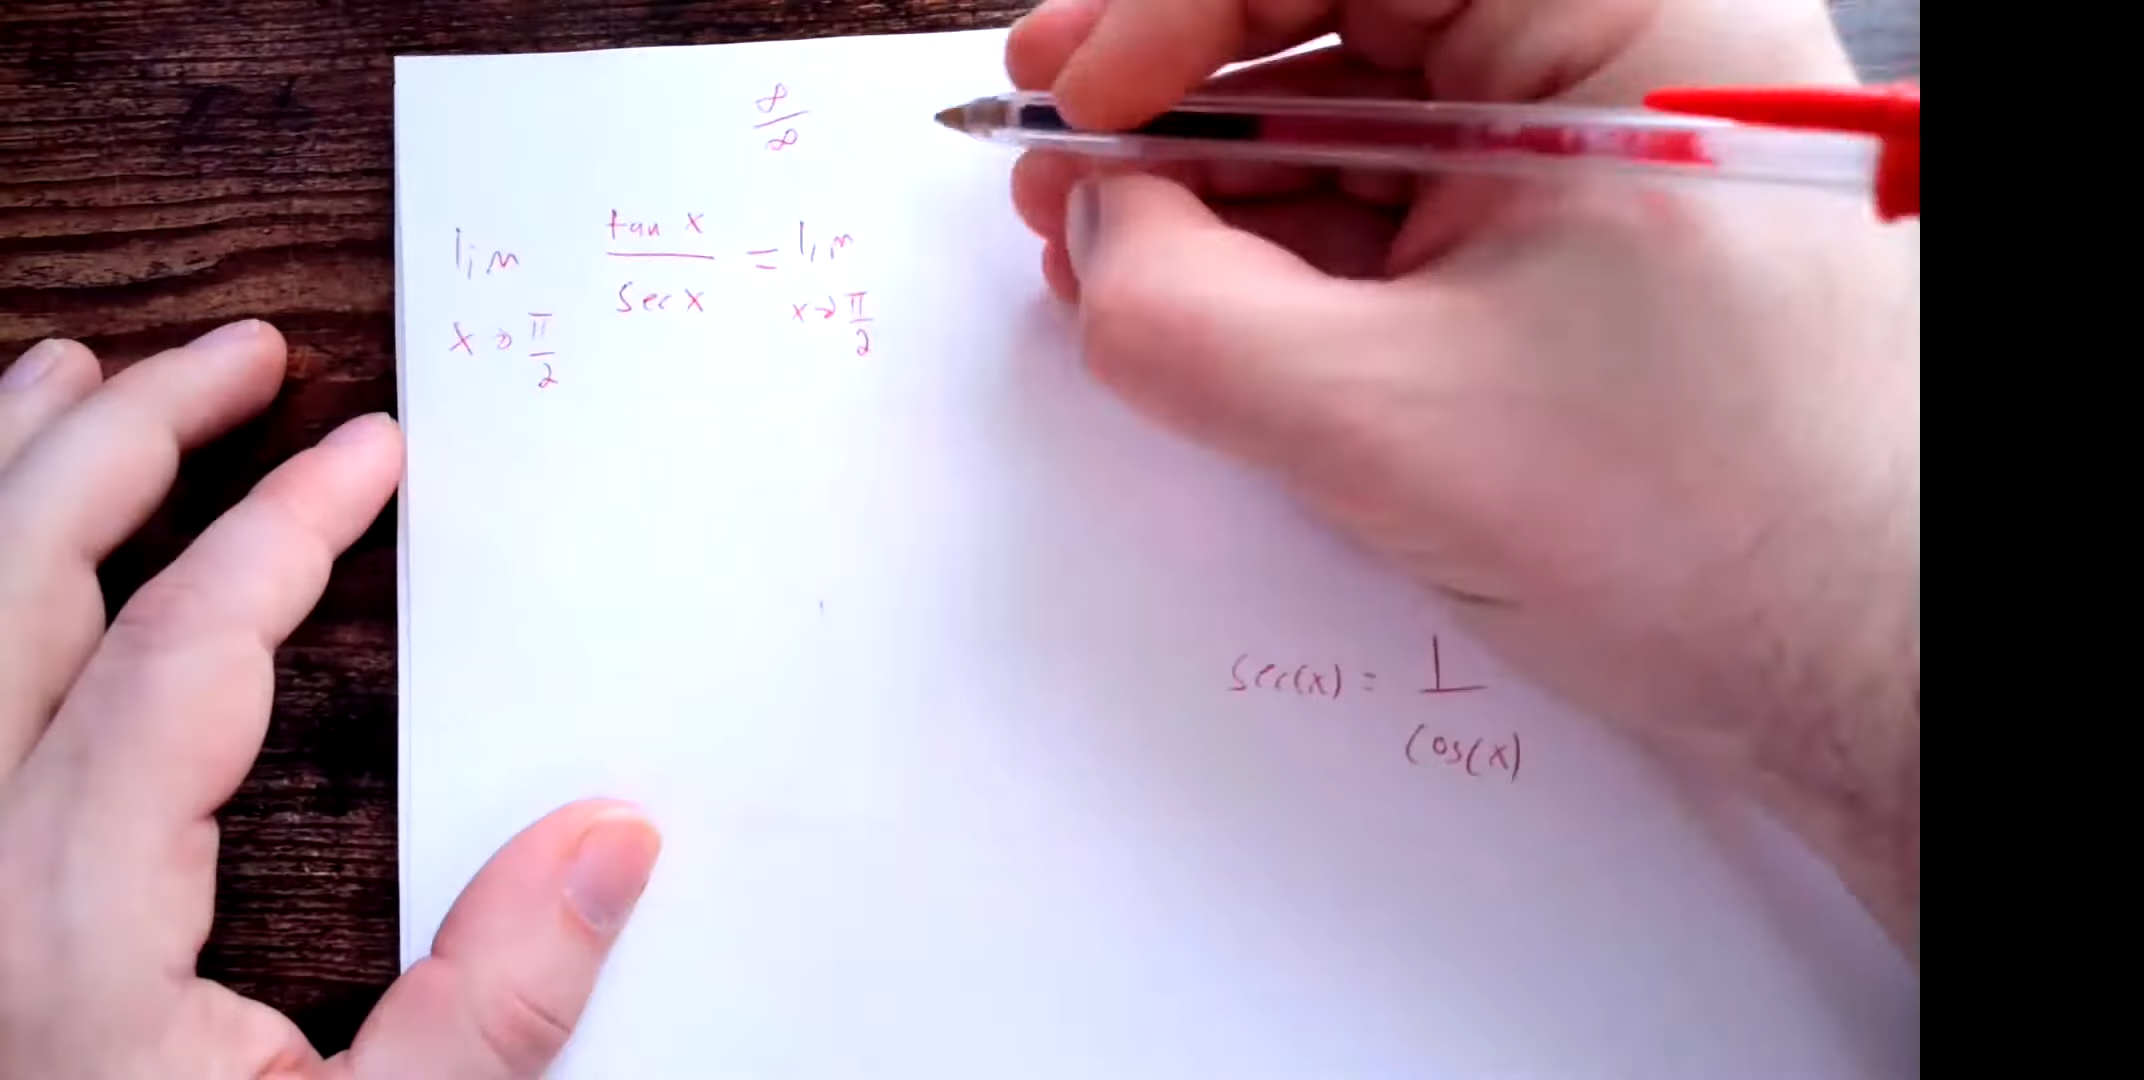 ∞/∞
lim x→π/2 tan x / sec x = lim x→π/2
sec(x) = 1/cos(x)